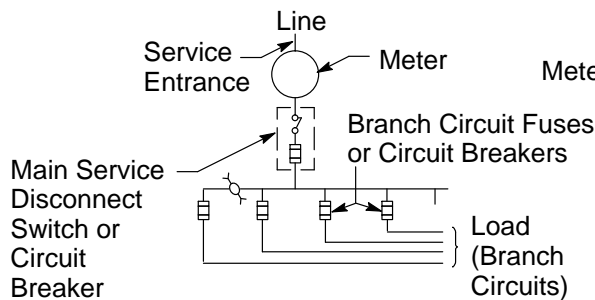 Line
Service
Entrance
Meter
Branch Circuit Fuses
or Circuit Breakers
Main Service
Disconnect
Switch or
Circuit
Breaker
Load
(Branch
Circuits)